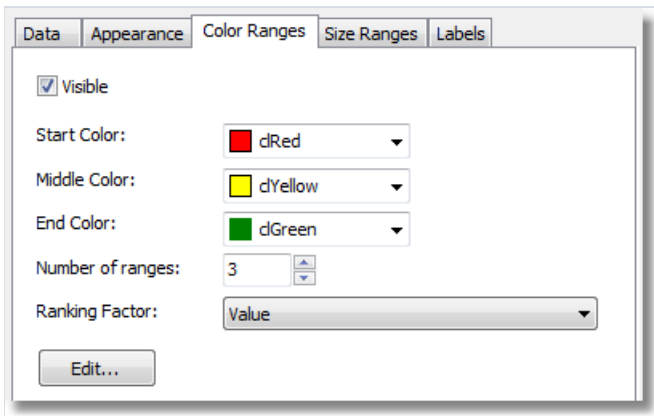 Data Appearance Color Ranges Size Ranges Labels
Visible
Start Color: clRed
Middle Color: clYellow
End Color: clGreen
Number of ranges: 3
Ranking Factor: Value
Edit...